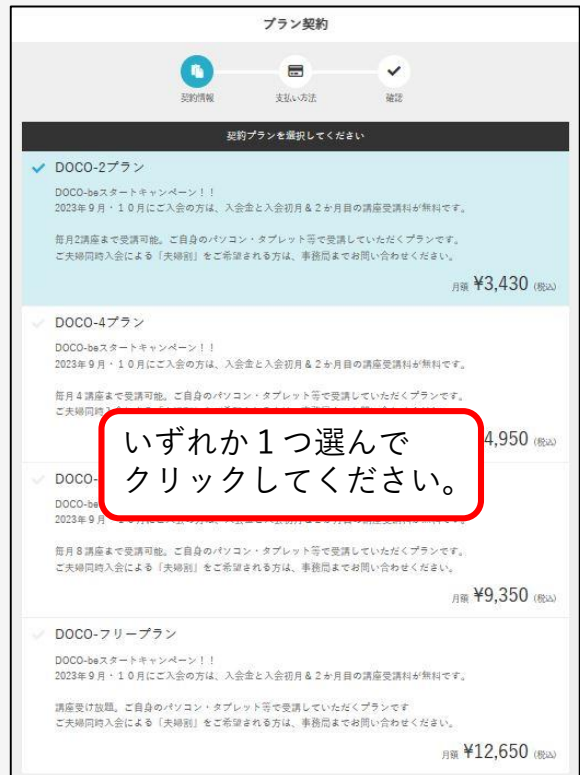 プラン契約
契約情報
支払い方法
確認
契約プランを選択してください
DOCO-2プラン
DOCO-beスタートキャンペーン！！
2023年９月・１０月にご入会の方は、入会金と入会初月＆２か月目の講座受講料が無料です。
毎月2講座まで受講可能。ご自身のパソコン・タブレット等で受講していただくプランです。
ご夫婦同時入会による「夫婦割」をご希望される方は、事務局までお問い合わせください。
月額 ¥3,430 (税込)
DOCO-4プラン
DOCO-beスタートキャンペーン！！
2023年９月・１０月にご入会の方は、入会金と入会初月＆２か月目の講座受講料が無料です。
毎月４講座まで受講可能。ご自身のパソコン・タブレット等で受講していただくプランです。
ご夫婦同
4,950 (税込)
いずれか１つ選んで
クリックしてください。
DOCO-
DOCO-be
2023年９月
毎月８講座まで受講可能。ご自身のパソコン・タブレット等で受講していただくプランです。
ご夫婦同時入会による「夫婦割」をご希望される方は、事務局までお問い合わせください。
月額 ¥9,350 (税込)
DOCO-フリープラン
DOCO-beスタートキャンペーン！！
2023年９月・１０月にご入会の方は、入会金と入会初月＆２か月目の講座受講料が無料です。
講座受け放題。ご自身のパソコン・タブレット等で受講していただくプランです
ご夫婦同時入会による「夫婦割」をご希望される方は、事務局までお問い合わせください。
月額 ¥12,650 (税込)